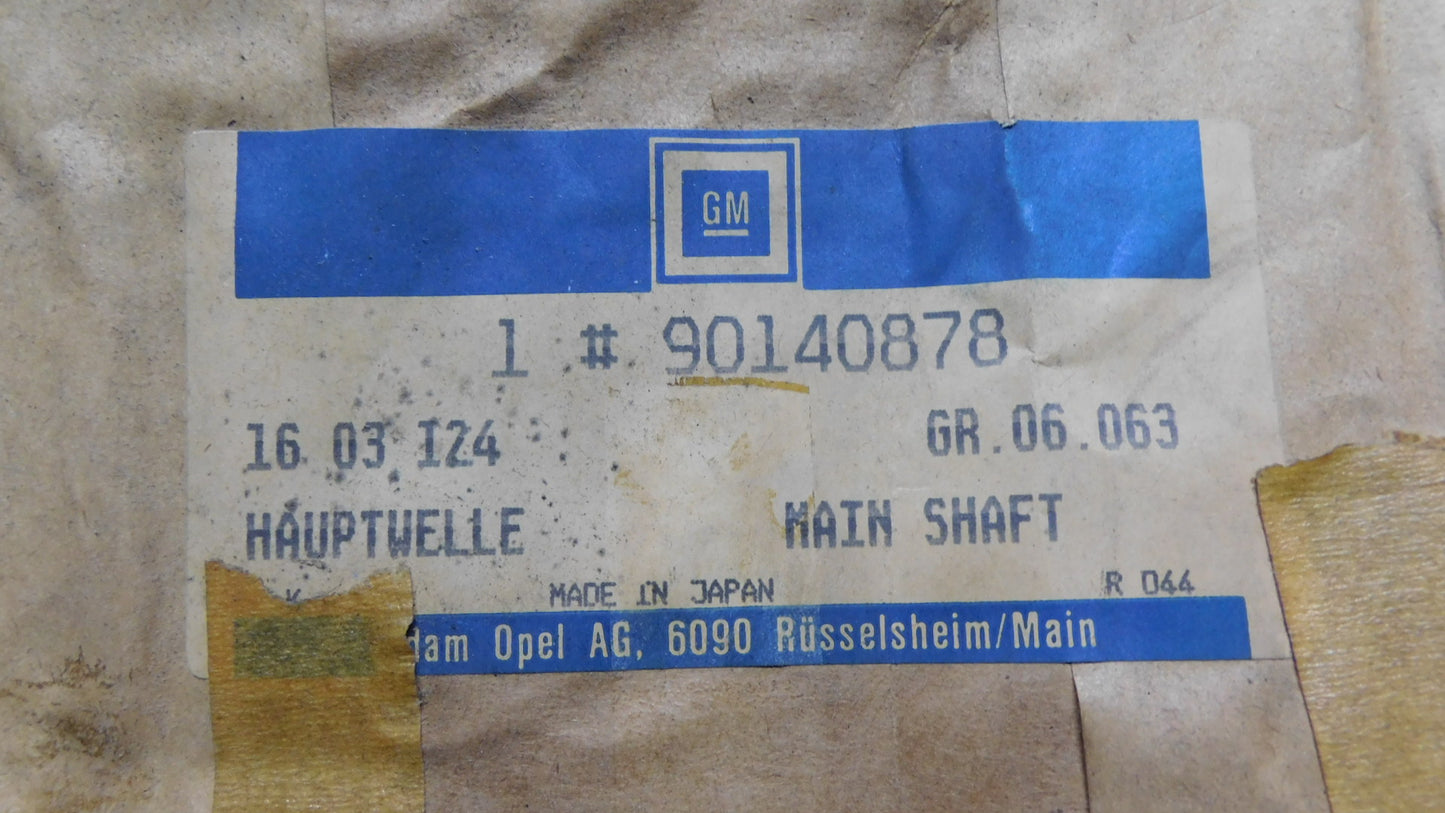 GM
1 # 90140878
16 03 124 GR.06.063
HAUPTWELLE MAIN SHAFT
K MADE IN JAPAN R 044
dam Opel AG, 6090 Rüsselsheim/Main